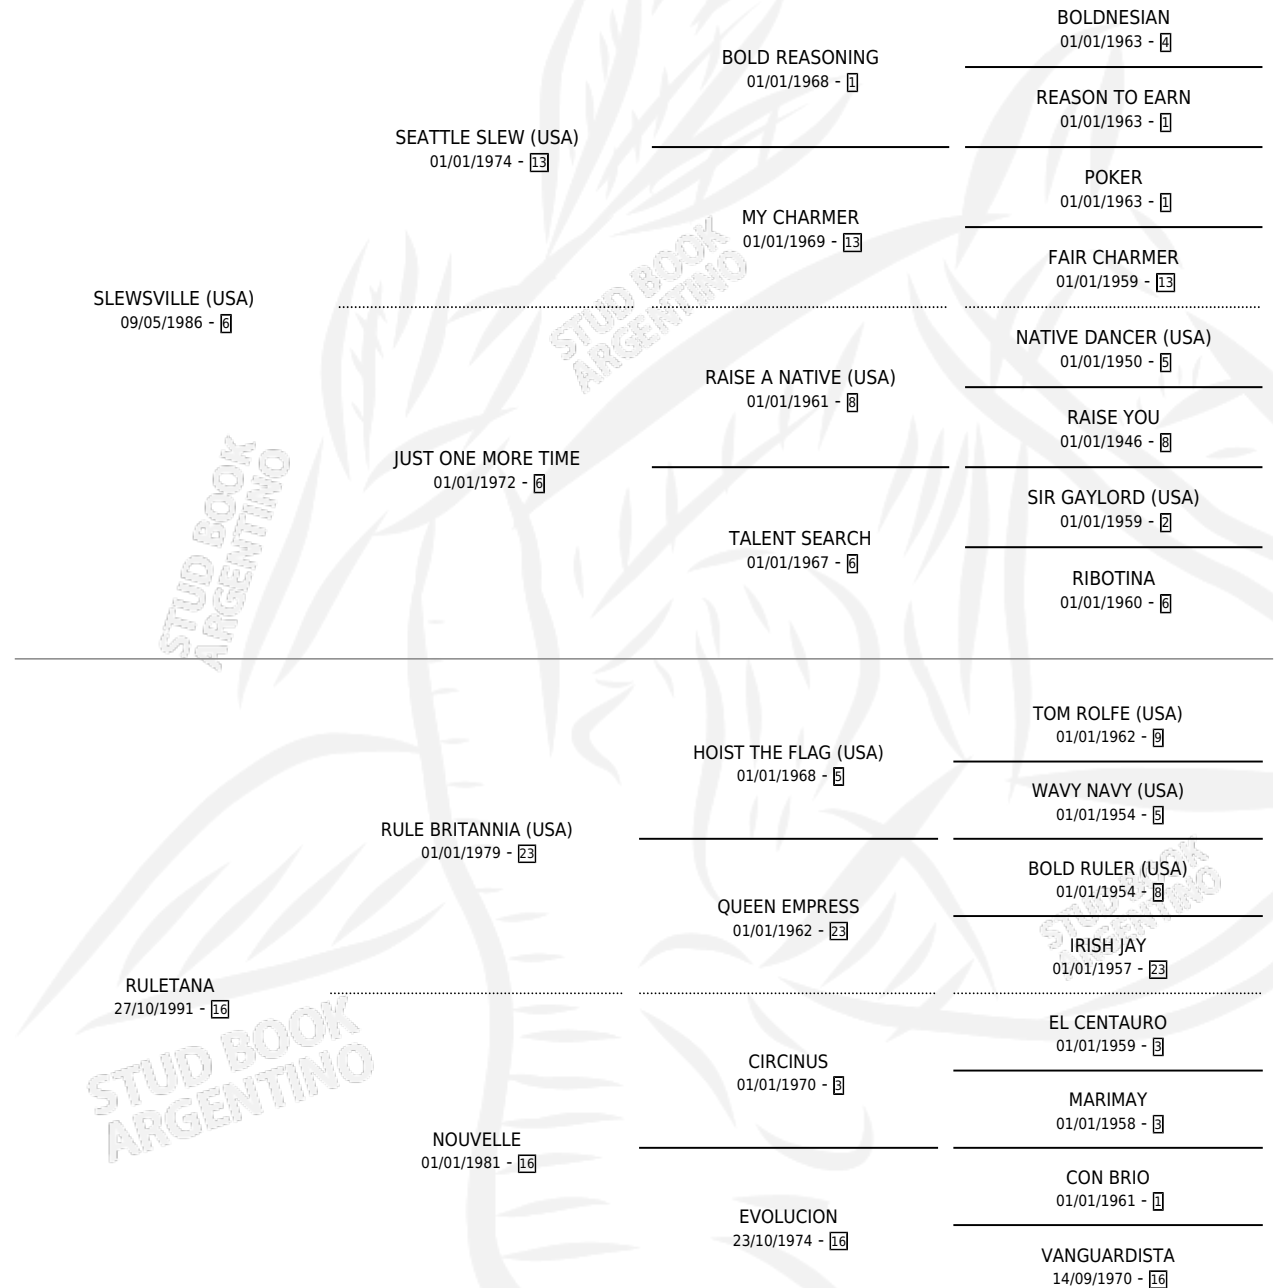 BOLDNESIAN
01/01/1963 - 4
BOLD REASONING
01/01/1968 - 1
REASON TO EARN
01/01/1963 - 1
SEATTLE SLEW (USA)
01/01/1974 - 13
POKER
01/01/1963 - 1
MY CHARMER
01/01/1969 - 13
FAIR CHARMER
01/01/1959 - 13
SLEWSVILLE (USA)
09/05/1986 - 6
NATIVE DANCER (USA)
01/01/1950 - 5
RAISE A NATIVE (USA)
01/01/1961 - 8
RAISE YOU
01/01/1946 - 8
JUST ONE MORE TIME
01/01/1972 - 6
SIR GAYLORD (USA)
01/01/1959 - 2
TALENT SEARCH
01/01/1967 - 6
RIBOTINA
01/01/1960 - 6
TOM ROLFE (USA)
01/01/1962 - 9
HOIST THE FLAG (USA)
01/01/1968 - 5
WAVY NAVY (USA)
01/01/1954 - 5
RULE BRITANNIA (USA)
01/01/1979 - 23
BOLD RULER (USA)
01/01/1954 - 8
QUEEN EMPRESS
01/01/1962 - 23
IRISH JAY
01/01/1957 - 23
RULETANA
27/10/1991 - 16
EL CENTAURO
01/01/1959 - 3
CIRCINUS
01/01/1970 - 3
MARIMAY
01/01/1958 - 3
NOUVELLE
01/01/1981 - 16
CON BRIO
01/01/1961 - 1
EVOLUCION
23/10/1974 - 16
VANGUARDISTA
14/09/1970 - 16
STUD BOOK
ARGENTINO
STUD BOOK
ARGENTINO
STUD BOOK
ARGENTINO
STUD BOOK
ARGENTINO